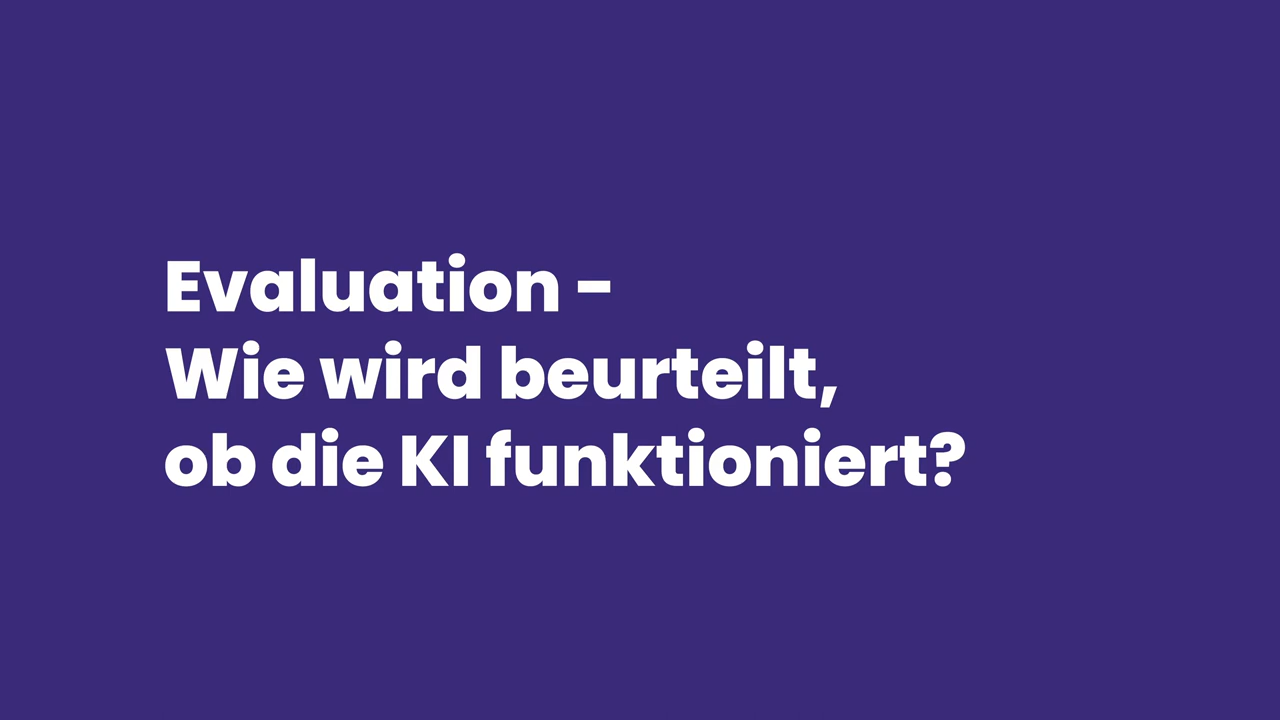 Evaluation -
Wie wird beurteilt,
ob die KI funktioniert?